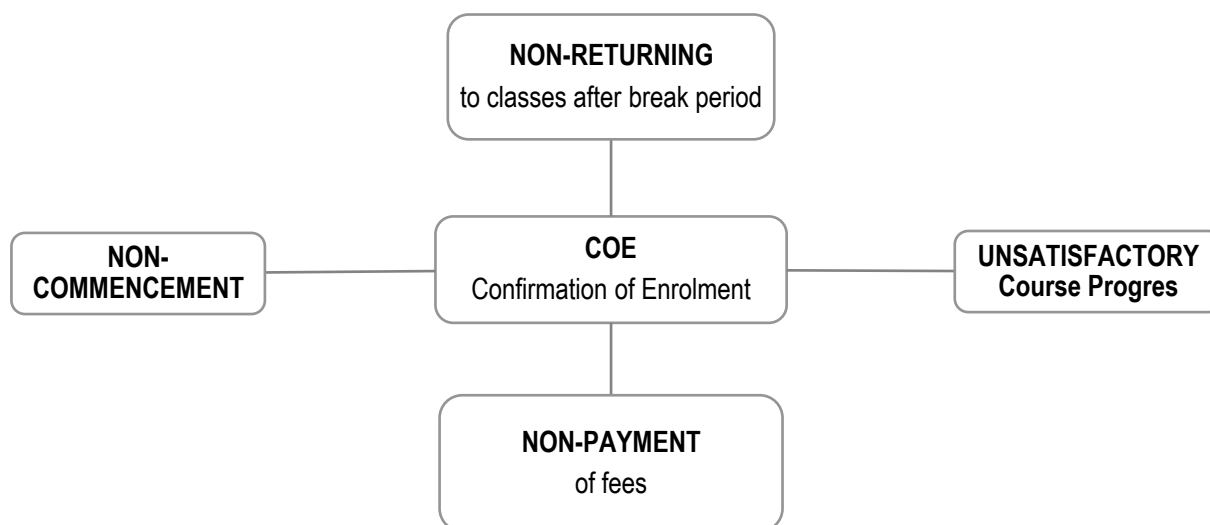 NON-RETURNING
to classes after break period
NON-
COMMENCEMENT
COE
Confirmation of Enrolment
UNSATISFACTORY
Course Progres
NON-PAYMENT
of fees